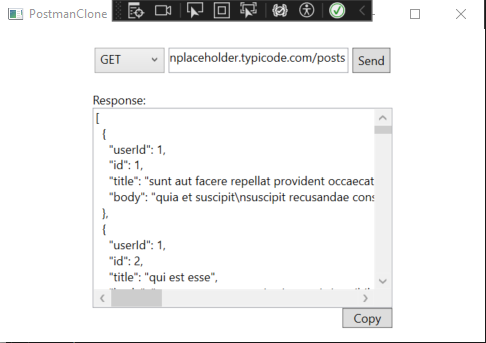 PostmanClone
GET
nplaceholder.typicode.com/posts
Send
Response:
[
{
"userId": 1,
"id": 1,
"title": "sunt aut facere repellat provident occaecat
"body": "quia et suscipit\nsuscipit recusandae cons
},
{
"userId": 1,
"id": 2,
"title": "qui est esse",
Copy